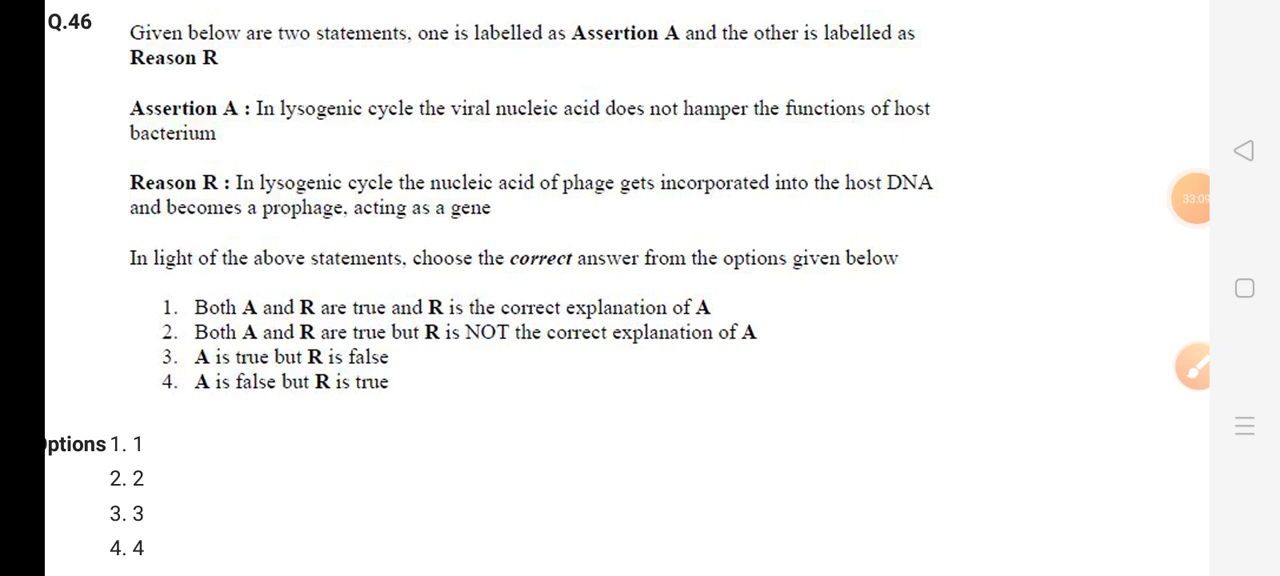 Q.46
Given below are two statements, one is labelled as Assertion A and the other is labelled as
Reason R
Assertion A : In lysogenic cycle the viral nucleic acid does not hamper the functions of host
bacterium
Reason R : In lysogenic cycle the nucleic acid of phage gets incorporated into the host DNA
and becomes a prophage, acting as a gene
In light of the above statements, choose the correct answer from the options given below
1. Both A and R are true and R is the correct explanation of A
2. Both A and R are true but R is NOT the correct explanation of A
3. A is true but R is false
4. A is false but R is true
ptions 1. 1
2. 2
3. 3
4. 4
33:09